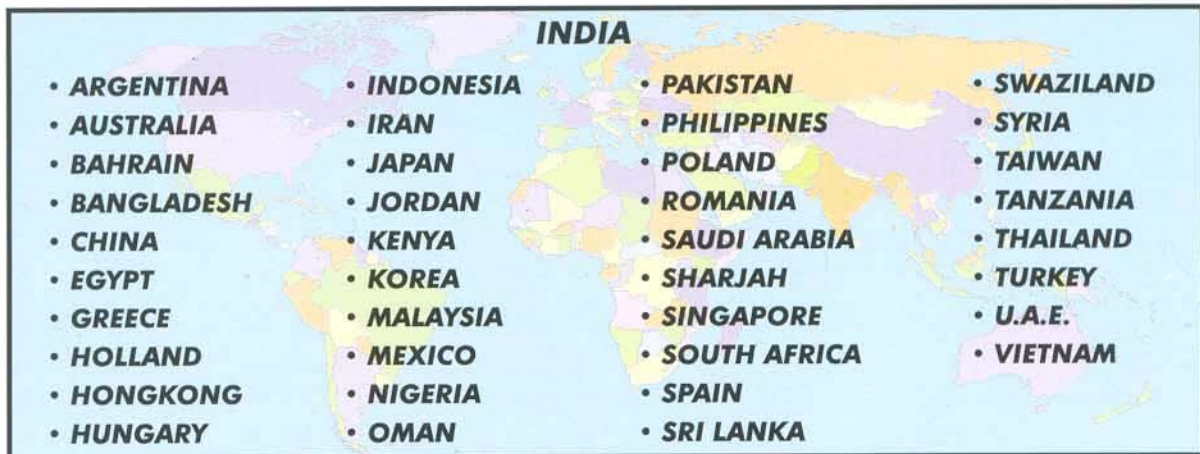 INDIA
• ARGENTINA
• AUSTRALIA
• BAHRAIN
• BANGLADESH
• CHINA
• EGYPT
• GREECE
• HOLLAND
• HONGKONG
• HUNGARY
• INDONESIA
• IRAN
• JAPAN
• JORDAN
• KENYA
• KOREA
• MALAYSIA
• MEXICO
• NIGERIA
• OMAN
• PAKISTAN
• PHILIPPINES
• POLAND
• ROMANIA
• SAUDI ARABIA
• SHARJAH
• SINGAPORE
• SOUTH AFRICA
• SPAIN
• SRI LANKA
• SWAZILAND
• SYRIA
• TAIWAN
• TANZANIA
• THAILAND
• TURKEY
• U.A.E.
• VIETNAM